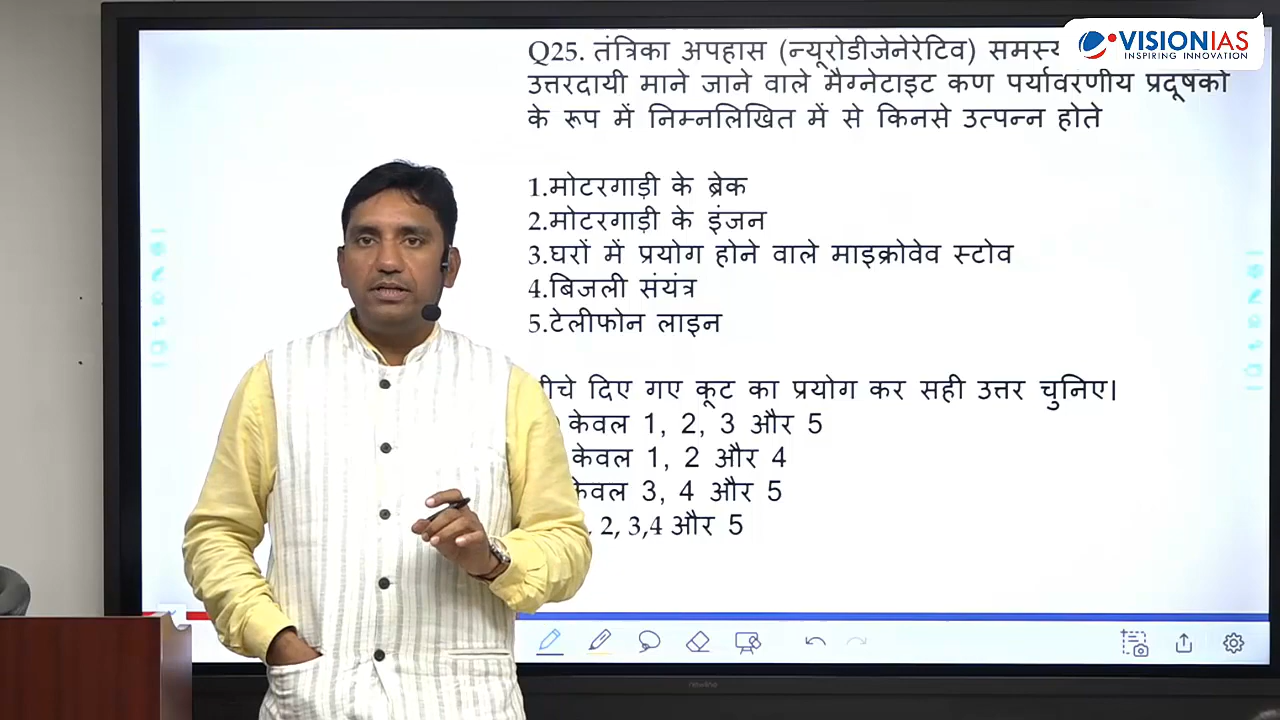 VISIONIAS
INSPIRING INNOVATION
Q25. तंत्रिका अपहास (न्यूरोडीजेनेरेटिव)
उत्तरदायी माने जाने वाले मैग्नेटाइट कण पर्यावरणीय प्रदूषकों
के रूप में निम्नलिखित में से किनसे उत्पन्न होते
1.मोटरगाड़ी के ब्रेक
2.मोटरगाड़ी के इंजन
3.घरों में प्रयोग होने वाले माइक्रोवेव स्टोव
4.बिजली संयंत्र
5.टेलीफोन लाइन
दिए गए कूट का प्रयोग कर सही उत्तर चुनिए।
केवल 1, 2, 3 और 5
केवल 1, 2 और 4
केवल 3, 4 और 5
, 2, 3,4 और 5
newline